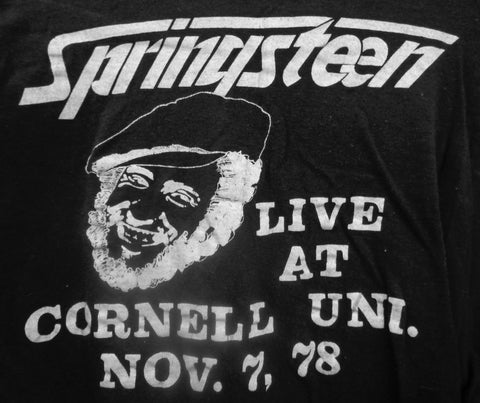 Springsteen
LIVE
AT
CORNELL UNI.
NOV. 7, 78